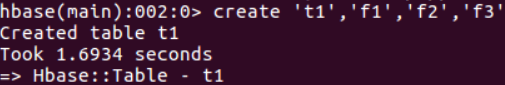 hbase(main):002:0> create 't1','f1','f2','f3'
Created table t1
Took 1.6934 seconds
=> Hbase::Table - t1